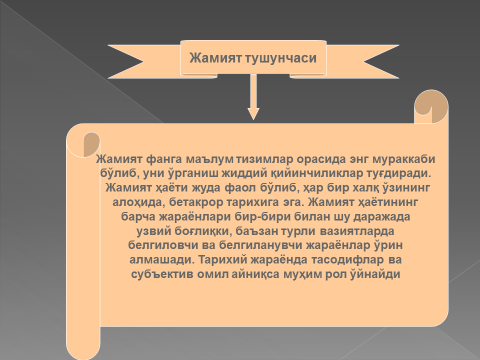 Жамият тушунчаси
Жамият фанга маълум тизимлар орасида энг мураккаби
бўлиб, уни ўрганиш жиддий қийинчиликлар туғдиради.
Жамият ҳаёти жуда фаол бўлиб, ҳар бир халқ ўзининг
алоҳида, бетакрор тарихига эга. Жамият ҳаётининг
барча жараёнлари бир-бири билан шу даражада
узвий боғлиқки, баъзан турли вазиятларда
белгиловчи ва белгиланувчи жараёнлар ўрин
алмашади. Тарихий жараёнда тасодифлар ва
субъектив омил айниқса муҳим рол ўйнайди